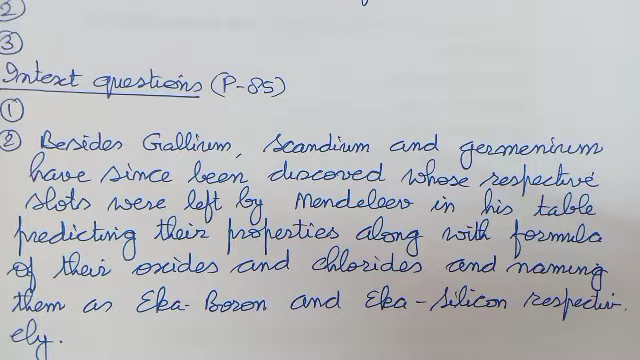 ②
③
Intext questions (P-85)
①
② Besides Gallium, Scandium and germenium
have since been discoved whose respective
slots were left by Mendeleev in his table
predicting their properties along with formula
of their oxides and chlorides and naming
them as Eka-Boron and Eka-Silicon respectiv.
ely.